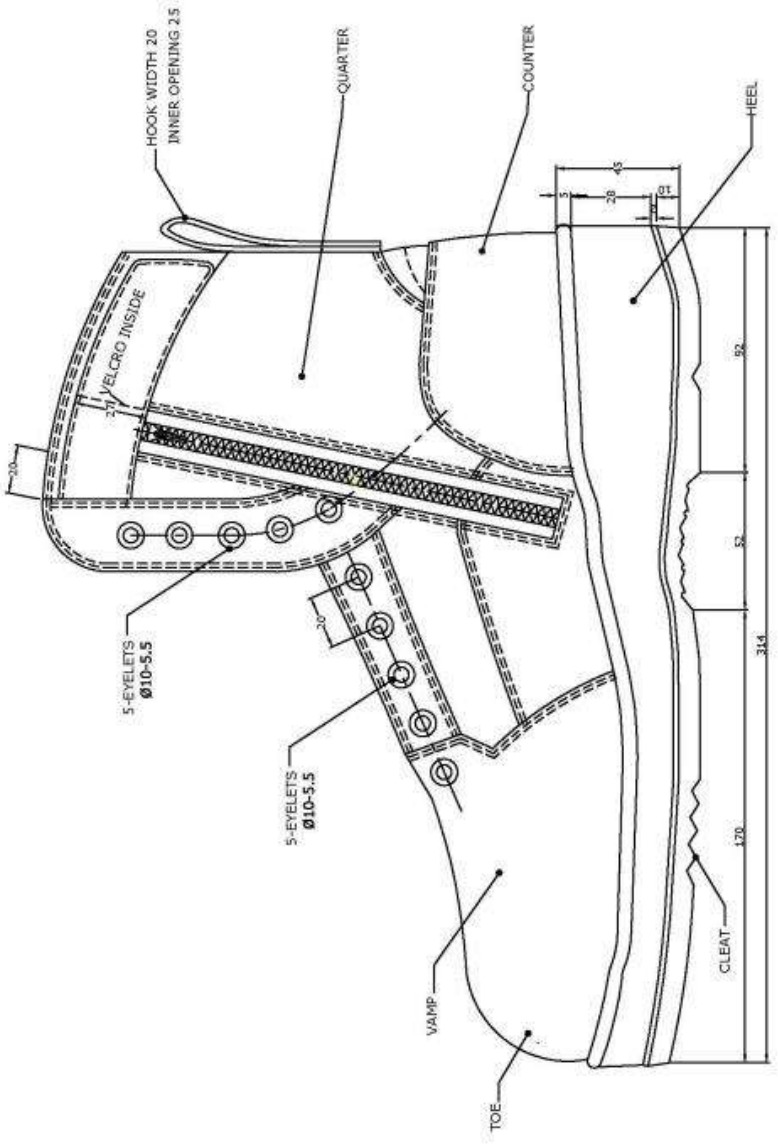 HOOK WIDTH 20
INNER OPENING 25
QUARTER
COUNTER
HEEL
VELCRO INSIDE
20
5-EYELETS
Ø10-5.5
20
5-EYELETS
Ø10-5.5
VAMP
TOE
CLEAT
45
5
28
10
92
52
170
314